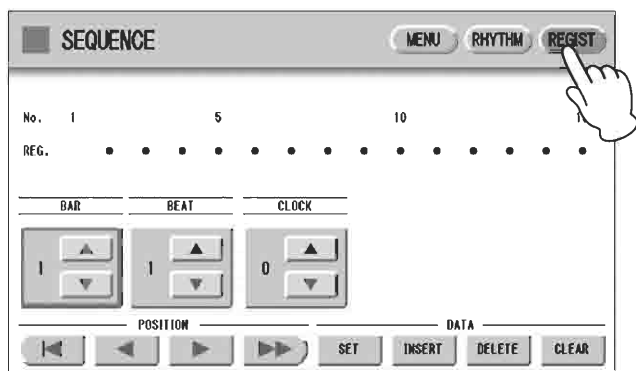 SEQUENCE MENU RHYTHM REGIST
No. 1 5 10
REG.
BAR BEAT CLOCK
1 1 0
POSITION DATA
SET INSERT DELETE CLEAR